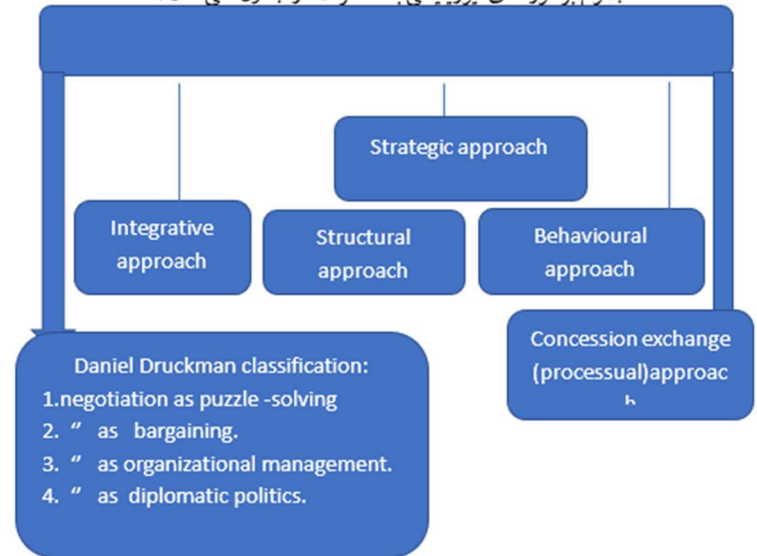 Strategic approach
Integrative
approach
Structural
approach
Behavioural
approach
Concession exchange
(processual)approac
h
Daniel Druckman classification:
1.negotiation as puzzle -solving
2. “ as bargaining.
3. “ as organizational management.
4. “ as diplomatic politics.